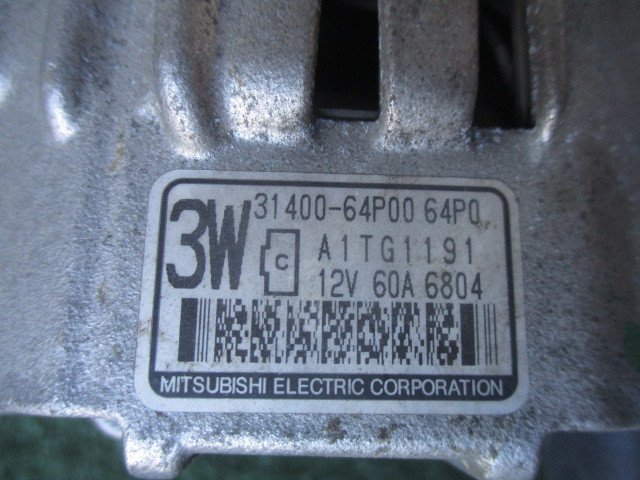 3W 31400-64P00 64P0
C A1TG1191
12V 60A 6804
MITSUBISHI ELECTRIC CORPORATION